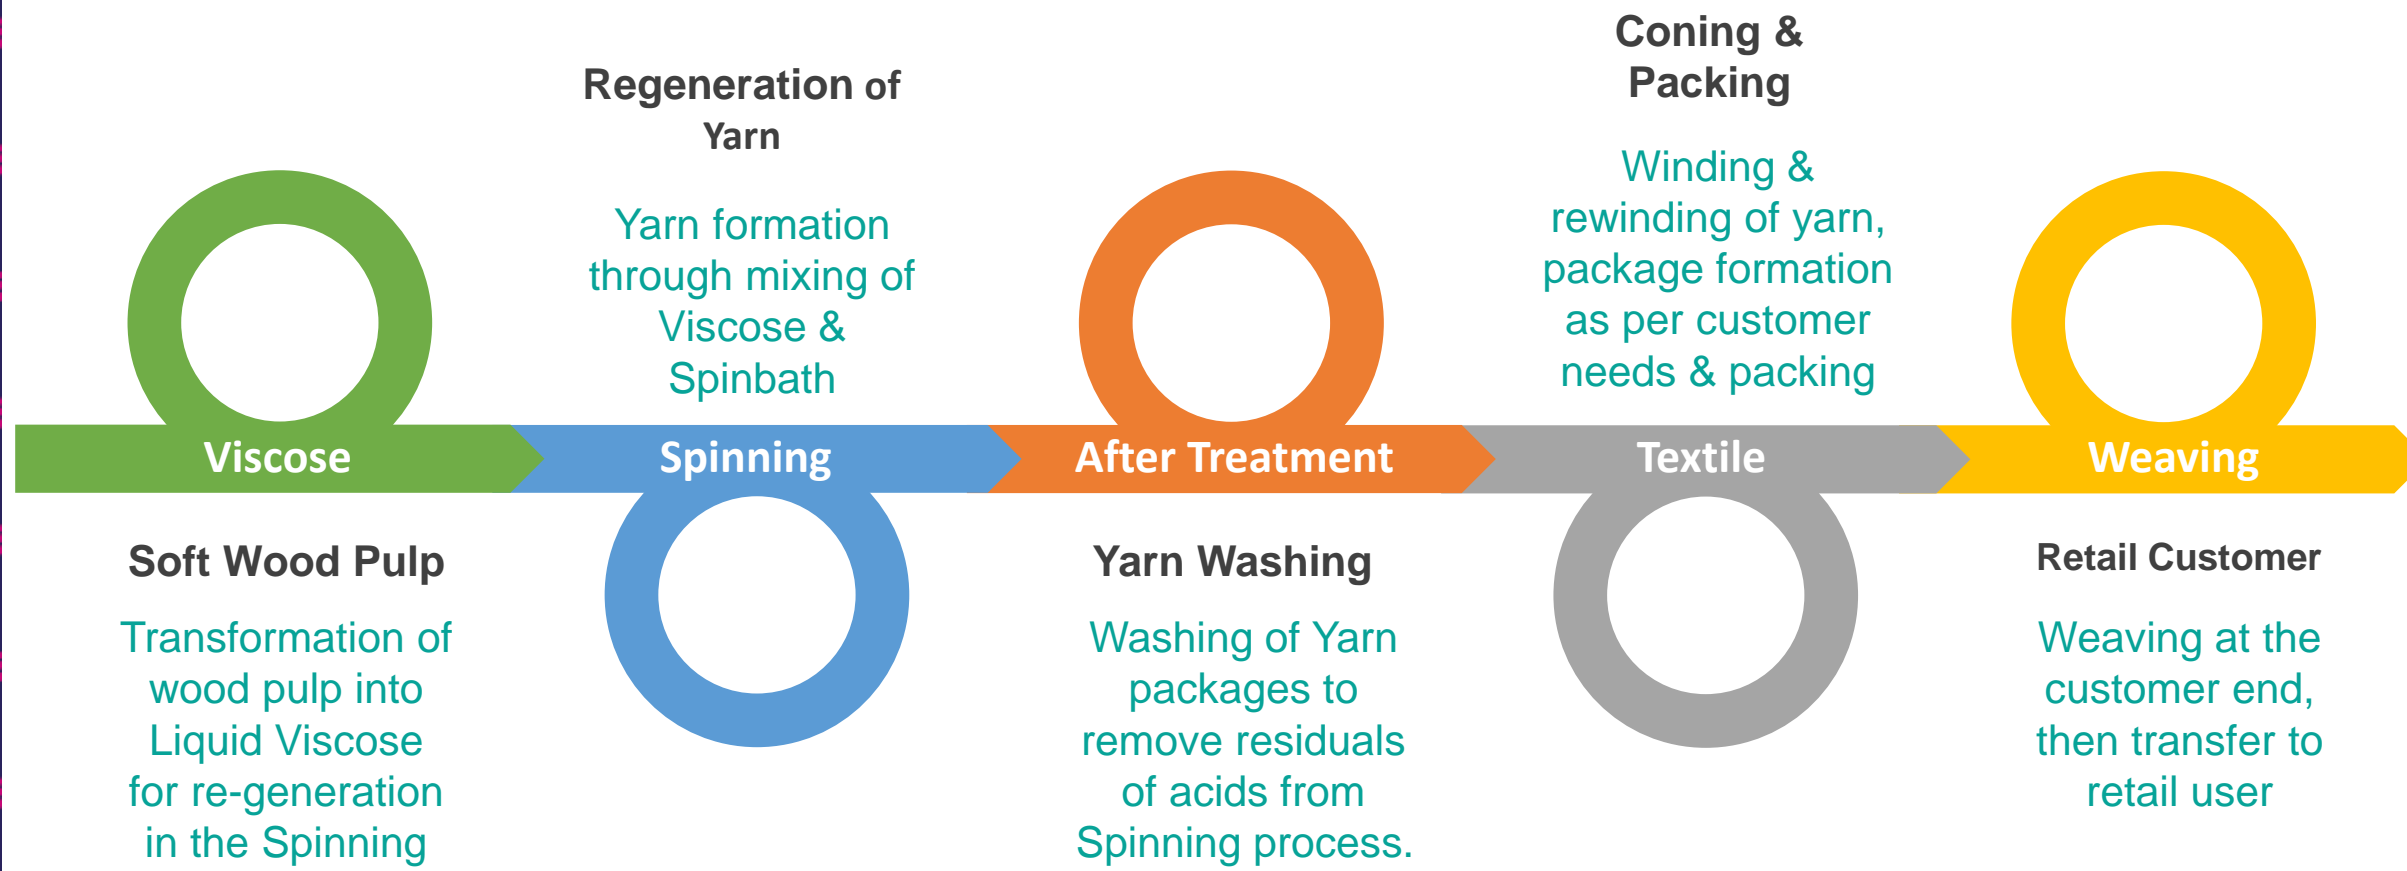 Viscose
Soft Wood Pulp
Transformation of
wood pulp into
Liquid Viscose
for re-generation
in the Spinning
Regeneration of
Yarn
Yarn formation
through mixing of
Viscose &
Spinbath
Spinning
After Treatment
Yarn Washing
Washing of Yarn
packages to
remove residuals
of acids from
Spinning process.
Coning &
Packing
Winding &
rewinding of yarn,
package formation
as per customer
needs & packing
Textile
Weaving
Retail Customer
Weaving at the
customer end,
then transfer to
retail user